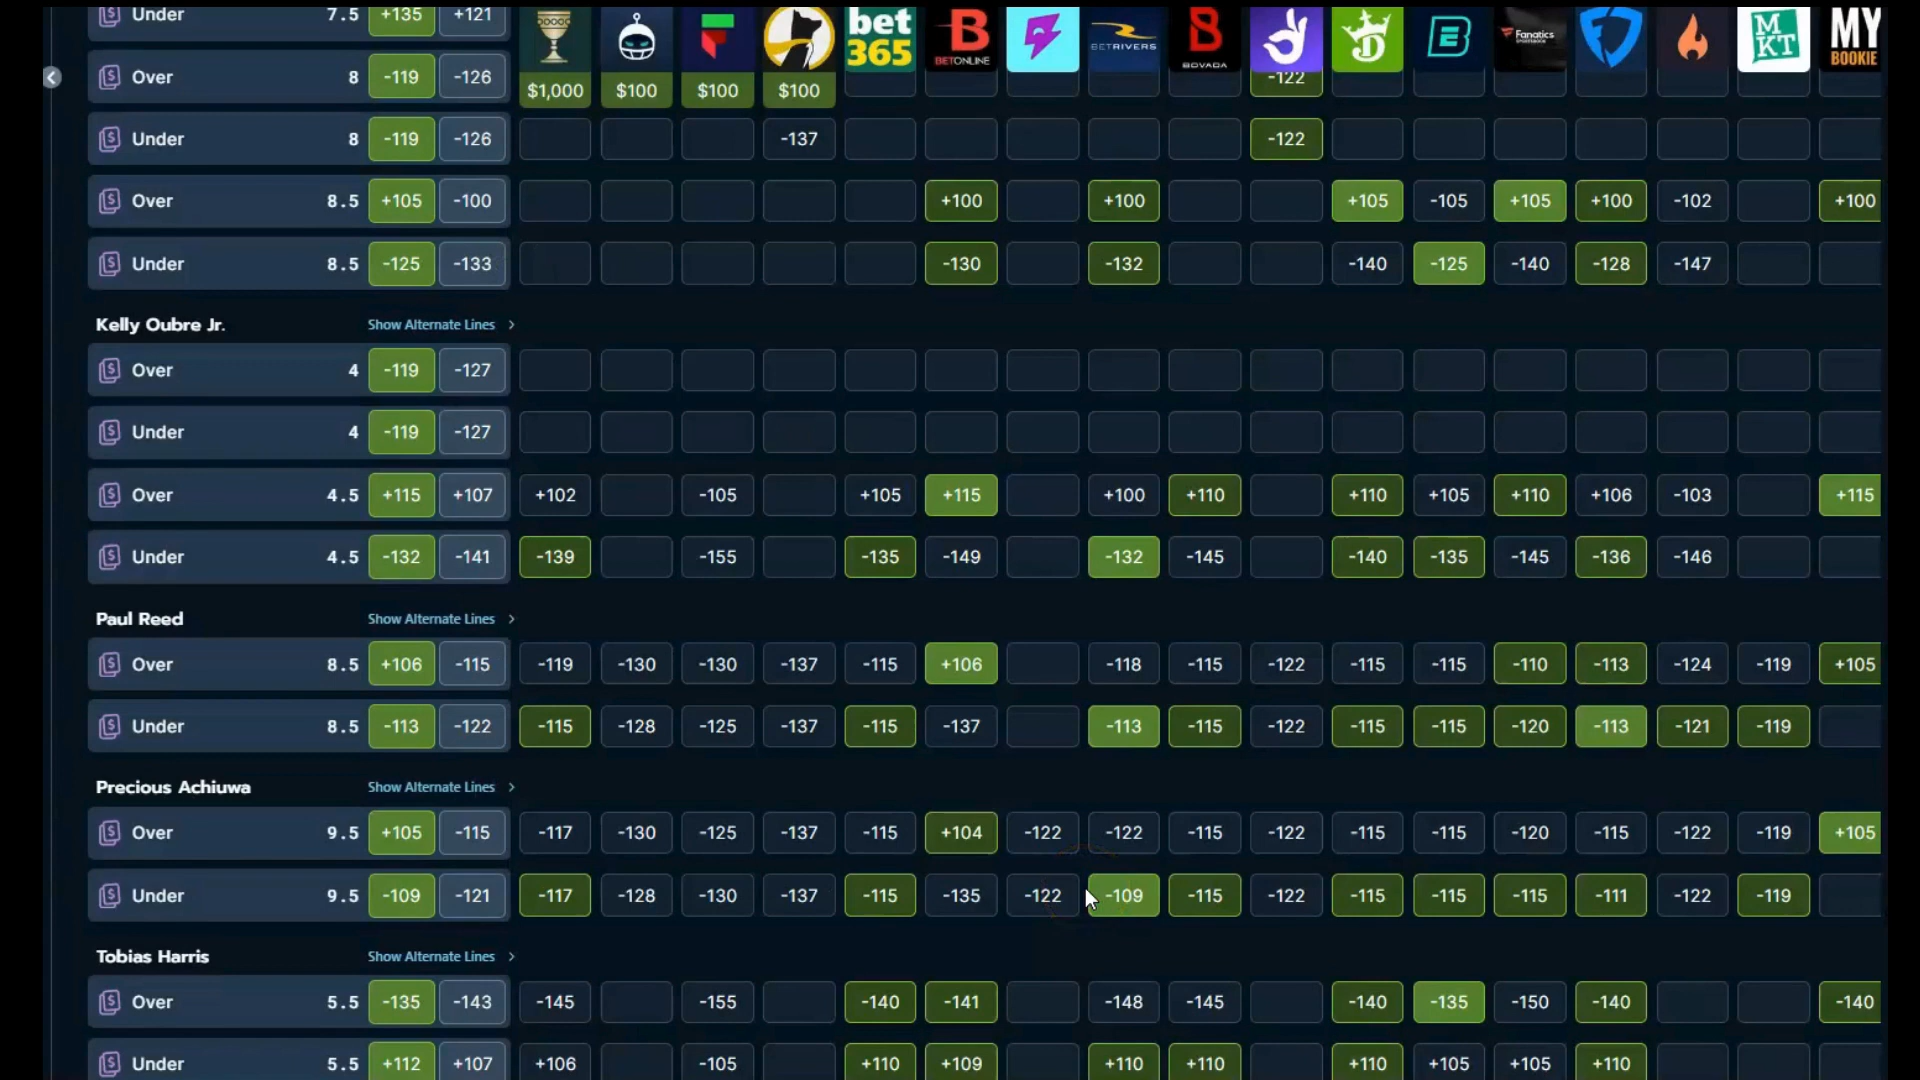 Under 7.5 +135 +121
bet365 B BETONLINE BETRIVERS B BOVADA Fanatics SPORTSBOOK MKT MY BOOKIE
Over 8 -119 -126 $1,000 $100 $100 $100 -122
Under 8 -119 -126 -137 -122
Over 8.5 +105 -100 +100 +100 +105 -105 +105 +100 -102 +100
Under 8.5 -125 -133 -130 -132 -140 -125 -140 -128 -147
Kelly Oubre Jr. Show Alternate Lines
Over 4 -119 -127
Under 4 -119 -127
Over 4.5 +115 +107 +102 -105 +105 +115 +100 +110 +110 +105 +110 +106 -103 +115
Under 4.5 -132 -141 -139 -155 -135 -149 -132 -145 -140 -135 -145 -136 -146
Paul Reed Show Alternate Lines
Over 8.5 +106 -115 -119 -130 -130 -137 -115 +106 -118 -115 -122 -115 -115 -110 -113 -124 -119 +105
Under 8.5 -113 -122 -115 -128 -125 -137 -115 -137 -113 -115 -122 -115 -115 -120 -113 -121 -119
Precious Achiuwa Show Alternate Lines
Over 9.5 +105 -115 -117 -130 -125 -137 -115 +104 -122 -122 -115 -122 -115 -115 -120 -115 -122 -119 +105
Under 9.5 -109 -121 -117 -128 -130 -137 -115 -135 -122 -109 -115 -122 -115 -115 -115 -111 -122 -119
Tobias Harris Show Alternate Lines
Over 5.5 -135 -143 -145 -155 -140 -141 -148 -145 -140 -135 -150 -140 -140
Under 5.5 +112 +107 +106 -105 +110 +109 +110 +110 +110 +105 +105 +110